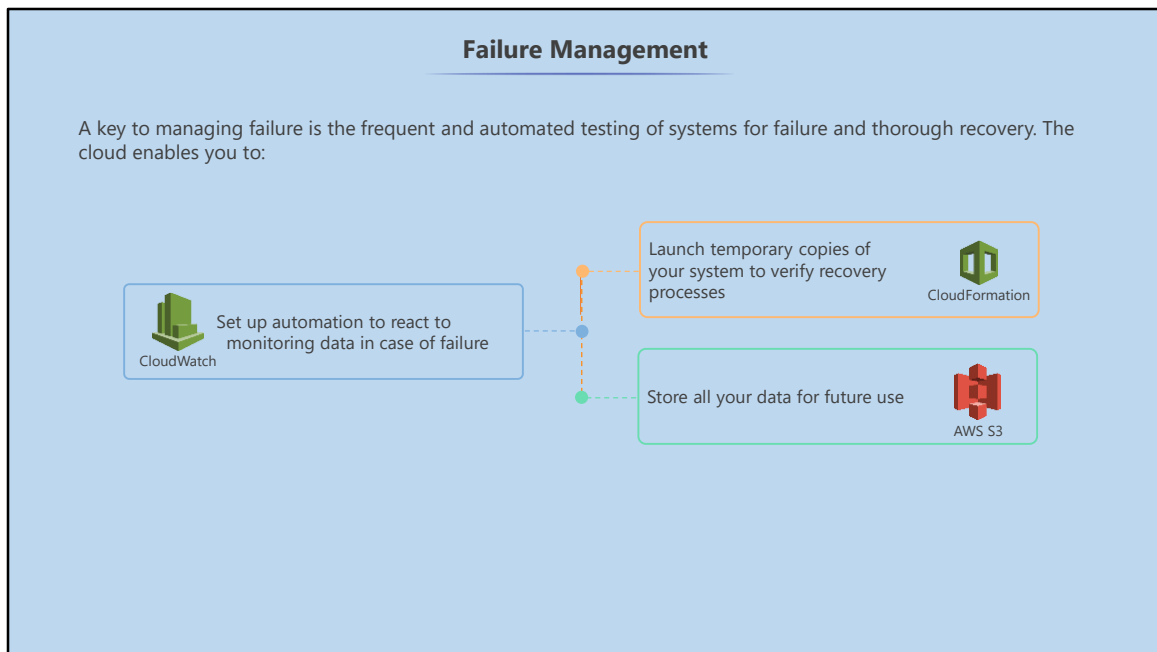 Failure Management
A key to managing failure is the frequent and automated testing of systems for failure and thorough recovery. The
cloud enables you to:
Set up automation to react to
monitoring data in case of failure
CloudWatch
Launch temporary copies of
your system to verify recovery
processes
CloudFormation
Store all your data for future use
AWS S3